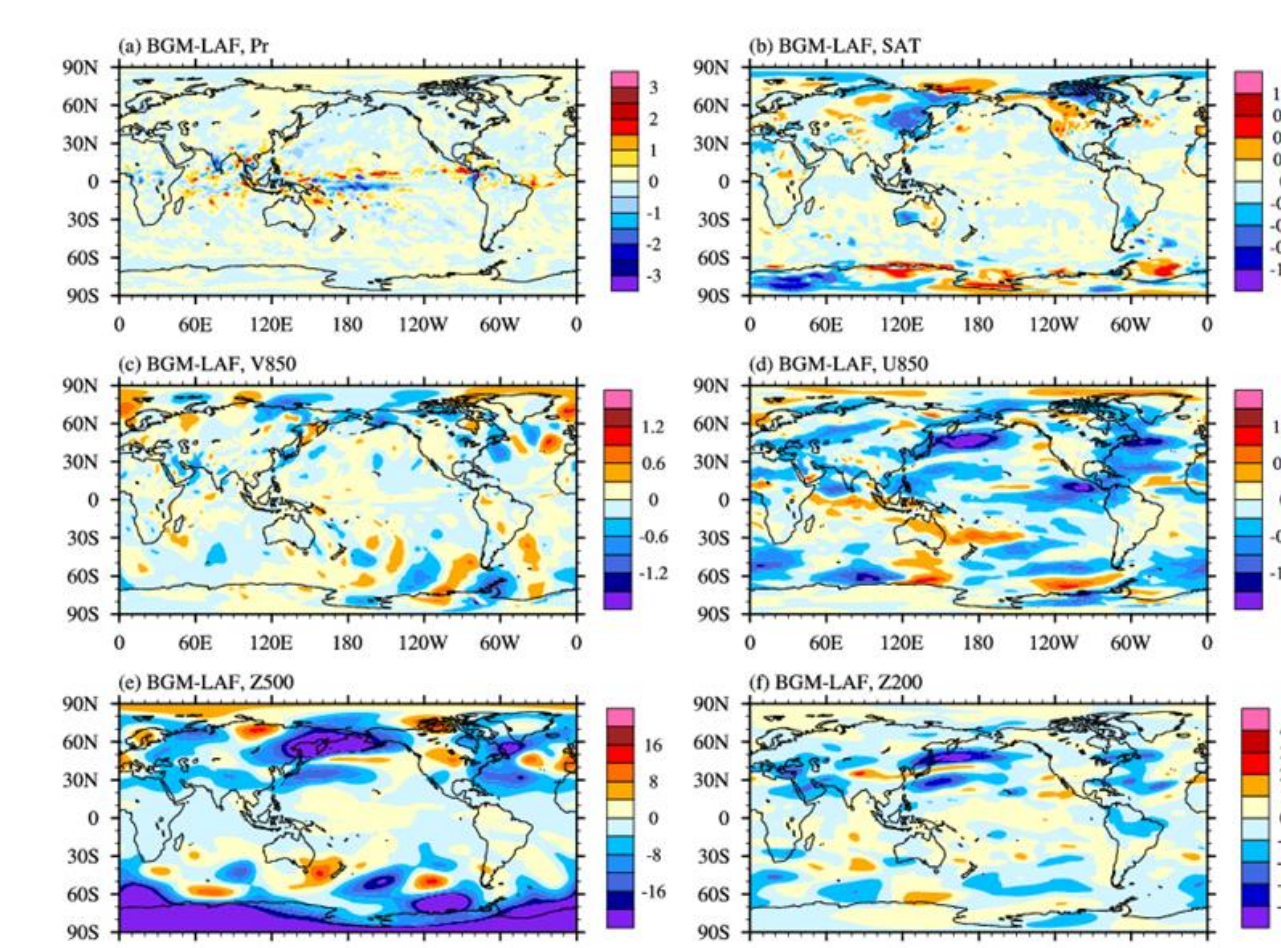 (a) BGM-LAF, Pr
90N
60N
30N
0
30S
60S
90S
0 60E 120E 180 120W 60W 0
3
2
1
0
-1
-2
-3
(b) BGM-LAF, SAT
90N
60N
30N
0
30S
60S
90S
0 60E 120E 180 120W 60W 0
(c) BGM-LAF, V850
90N
60N
30N
0
30S
60S
90S
0 60E 120E 180 120W 60W 0
1.2
0.6
0
-0.6
-1.2
(d) BGM-LAF, U850
90N
60N
30N
0
30S
60S
90S
0 60E 120E 180 120W 60W 0
(e) BGM-LAF, Z500
90N
60N
30N
0
30S
60S
90S
16
8
0
-8
-16
(f) BGM-LAF, Z200
90N
60N
30N
0
30S
60S
90S